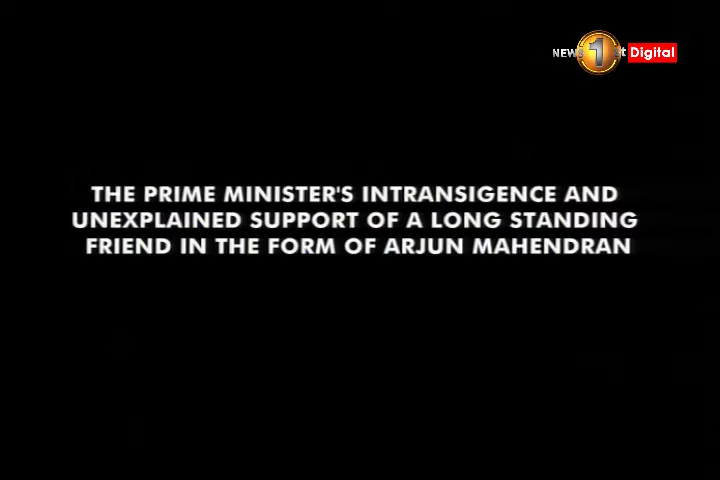 NEWS 1st Digital
THE PRIME MINISTER'S INTRANSIGENCE AND
UNEXPLAINED SUPPORT OF A LONG STANDING
FRIEND IN THE FORM OF ARJUN MAHENDRAN